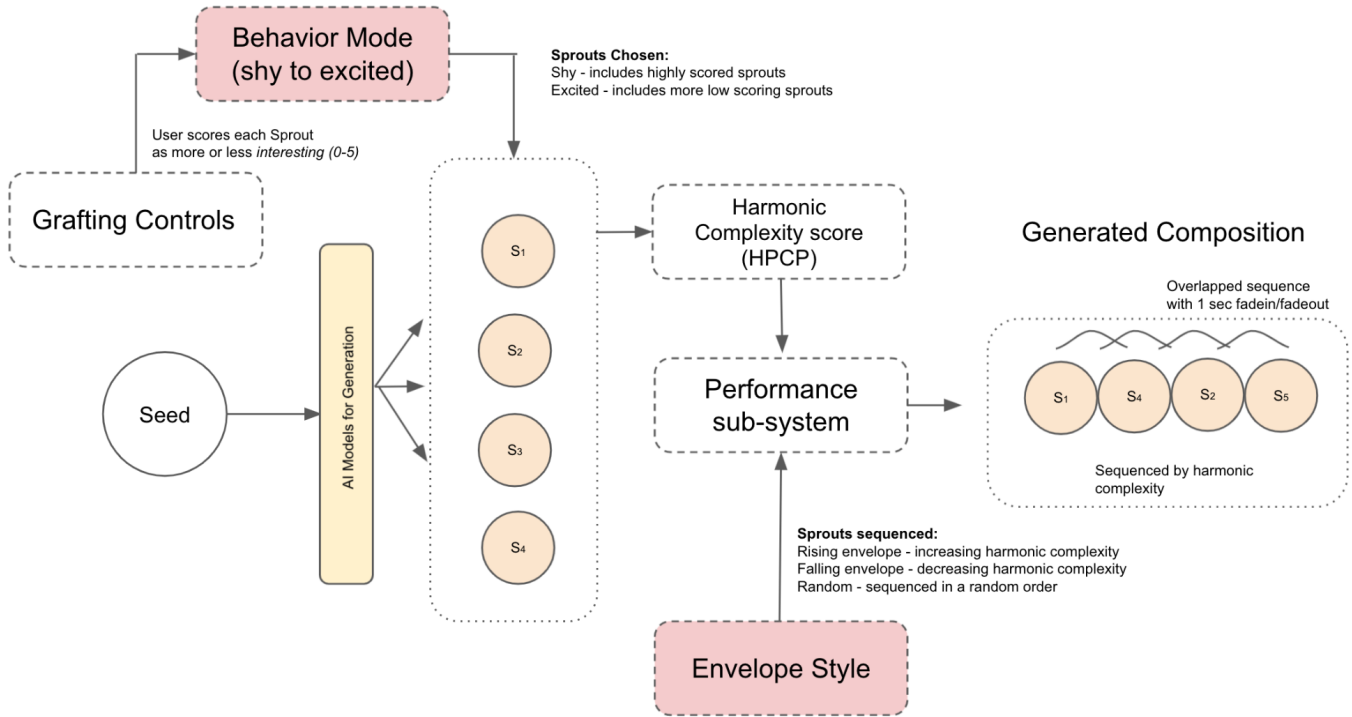 Behavior Mode
(shy to excited)
Sprouts Chosen:
Shy - includes highly scored sprouts
Excited - includes more low scoring sprouts
User scores each Sprout
as more or less interesting (0-5)
Grafting Controls
Seed
AI Models for Generation
S1
S2
S3
S4
Harmonic
Complexity score
(HPCP)
Performance
sub-system
Generated Composition
Overlapped sequence
with 1 sec fadein/fadeout
S1
S4
S2
S5
Sequenced by harmonic
complexity
Sprouts sequenced:
Rising envelope - increasing harmonic complexity
Falling envelope - decreasing harmonic complexity
Random - sequenced in a random order
Envelope Style